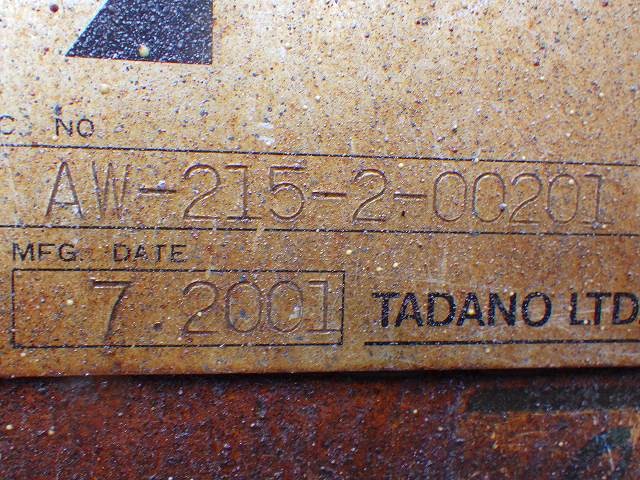 C. NO
AW-215-2-00201
MFG. DATE
7.2001
TADANO LTD